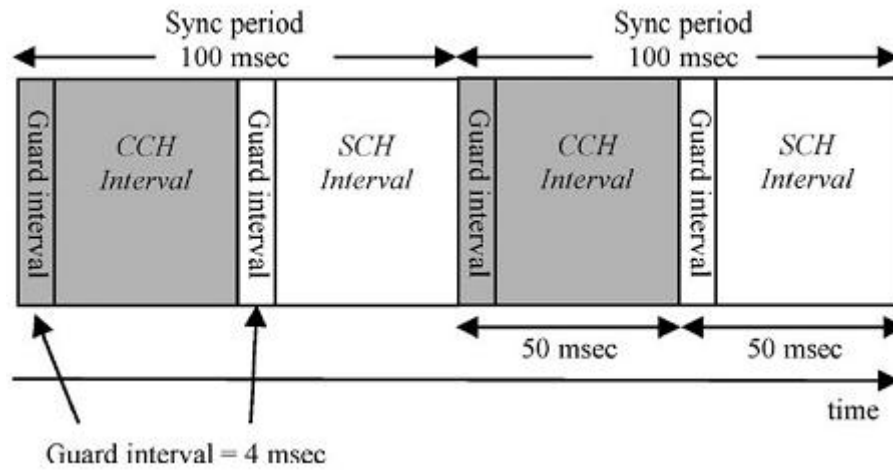 Sync period
100 msec
Sync period
100 msec
Guard interval
CCH
Interval
Guard interval
SCH
Interval
Guard interval
CCH
Interval
Guard interval
SCH
Interval
50 msec
50 msec
time
Guard interval = 4 msec